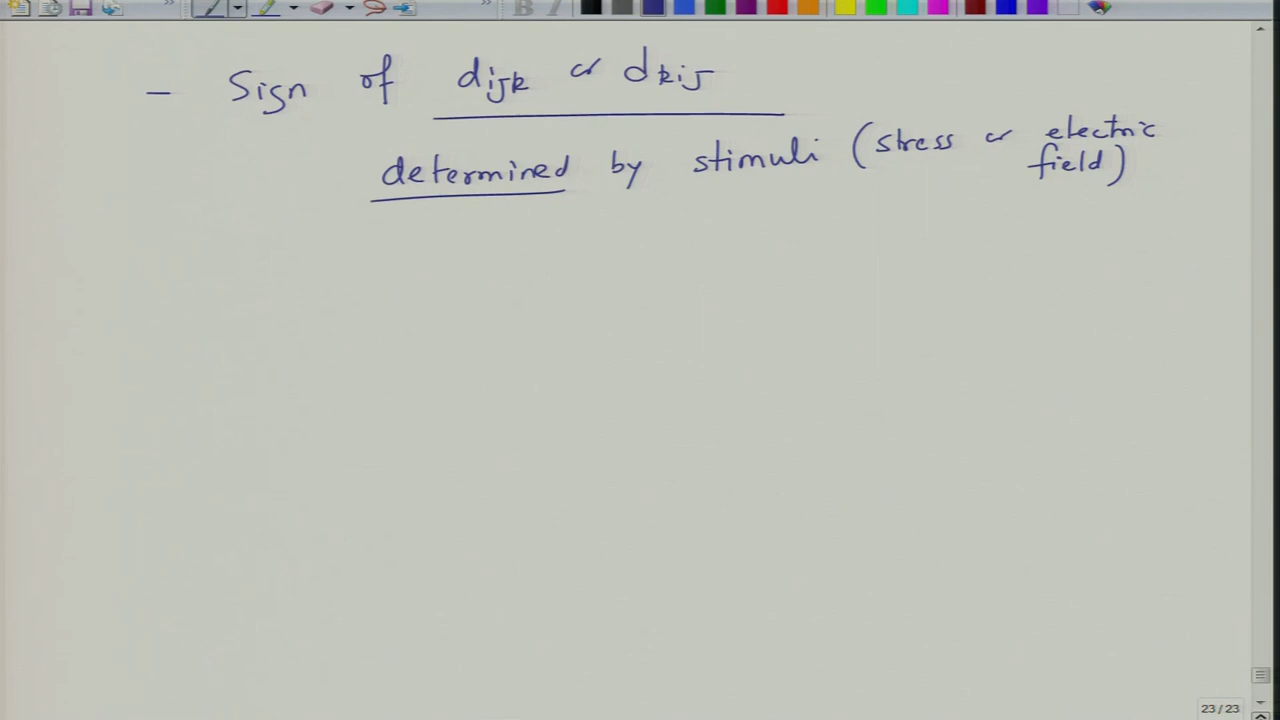 - Sign of dijk or dkij
determined by stimuli (stress or electric
field)
23/23